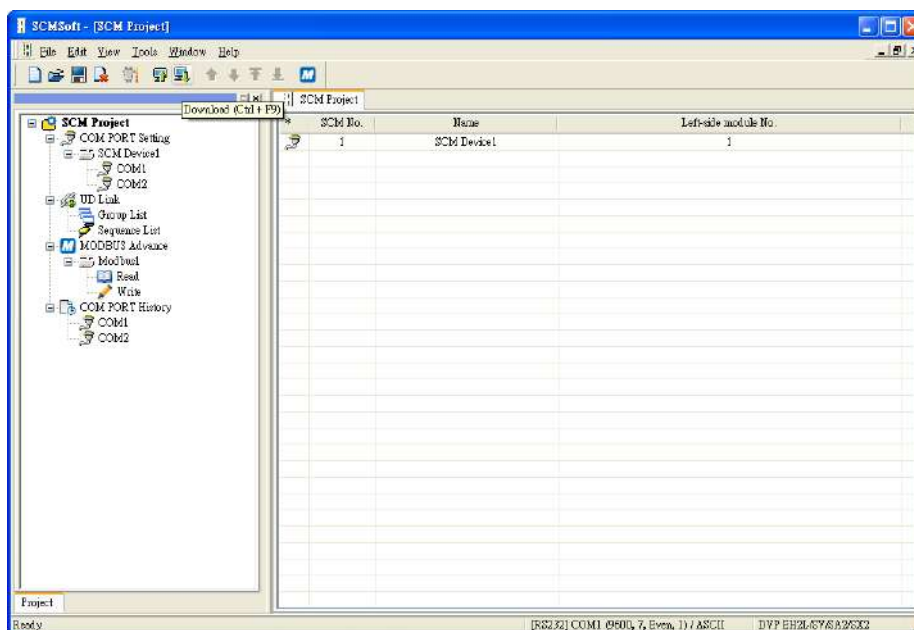 SCMSoft - [SCM Project]
File Edit View Tools Window Help
Download (Ctrl + F9)
SCM Project
COM PORT Setting
SCM Device1
COM1
COM2
UD Link
Group List
Sequence List
MODBUS Advance
Modbus1
Read
Write
COM PORT History
COM1
COM2
Project
SCM Project
* SCM No. Name Left-side module No.
1 SCM Device1 1
Ready [RS232] COM1 (9600, 7, Even, 1) / ASCII DVP EH2L/SV/SA2/SX2